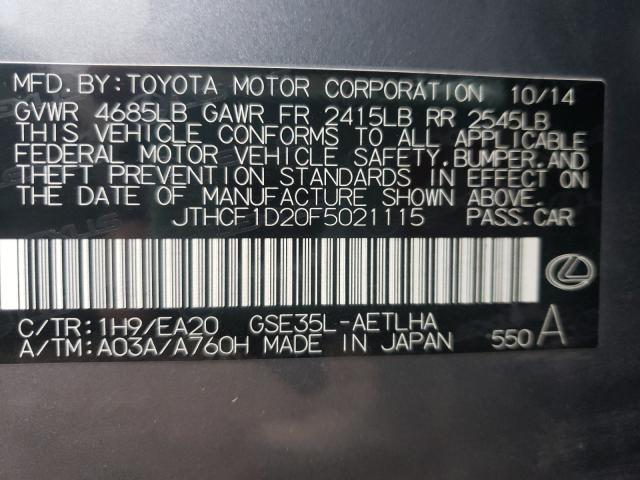 MFD. BY: TOYOTA MOTOR CORPORATION 10/14
GVWR 4685LB GAWR FR 2415LB RR 2545LB
THIS VEHICLE CONFORMS TO ALL APPLICABLE
FEDERAL MOTOR VEHICLE SAFETY, BUMPER, AND
THEFT PREVENTION STANDARDS IN EFFECT ON
THE DATE OF MANUFACTURE SHOWN ABOVE.
JTHCF1D20F5021115 PASS. CAR
C/TR: 1H9/EA20 GSE35L-AETLHA
A/TM: A03A/A760H MADE IN JAPAN 550 A